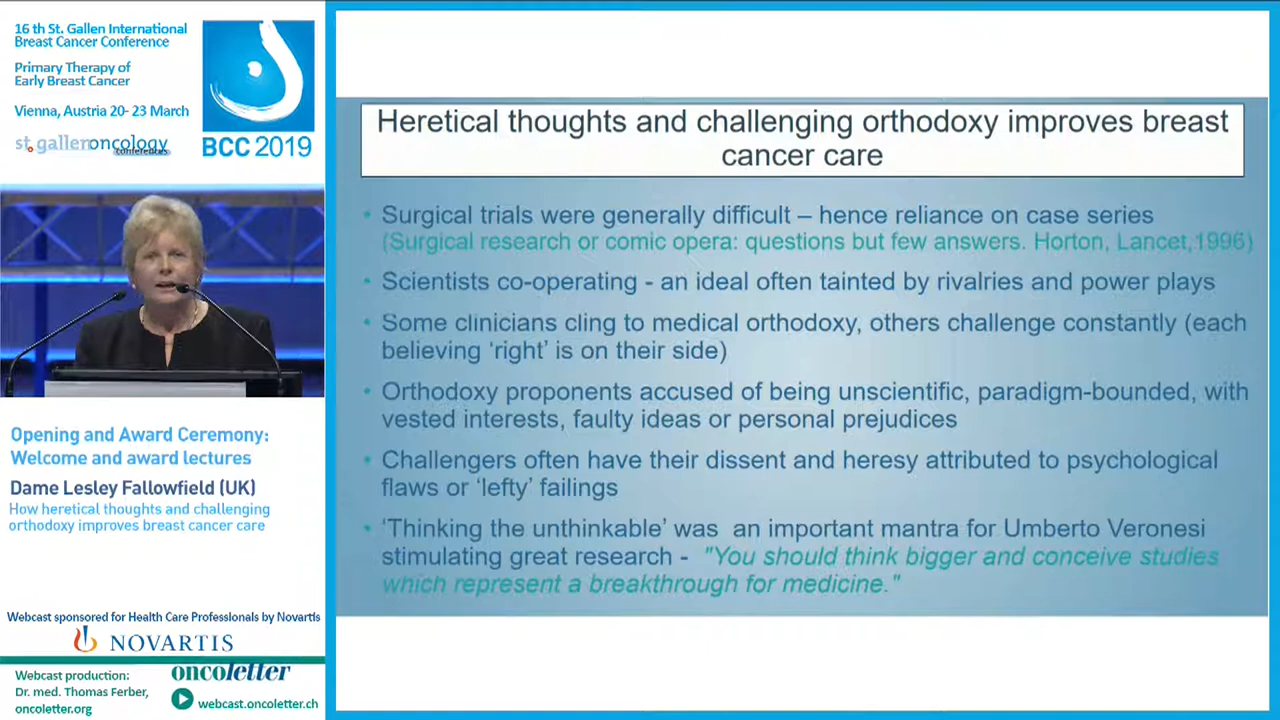 16 th St. Gallen International
Breast Cancer Conference
Primary Therapy of
Early Breast Cancer
Vienna, Austria 20- 23 March
st.gallenoncology
conferences
BCC 2019
Opening and Award Ceremony:
Welcome and award lectures
Dame Lesley Fallowfield (UK)
How heretical thoughts and challenging
orthodoxy improves breast cancer care
Webcast sponsored for Health Care Professionals by Novartis
NOVARTIS
Webcast production:
Dr. med. Thomas Ferber,
oncoletter.org
oncoletter
webcast.oncoletter.ch
Heretical thoughts and challenging orthodoxy improves breast
cancer care
• Surgical trials were generally difficult – hence reliance on case series
(Surgical research or comic opera: questions but few answers. Horton, Lancet,1996)
• Scientists co-operating - an ideal often tainted by rivalries and power plays
• Some clinicians cling to medical orthodoxy, others challenge constantly (each
believing ‘right’ is on their side)
• Orthodoxy proponents accused of being unscientific, paradigm-bounded, with
vested interests, faulty ideas or personal prejudices
• Challengers often have their dissent and heresy attributed to psychological
flaws or ‘lefty’ failings
• ‘Thinking the unthinkable’ was an important mantra for Umberto Veronesi
stimulating great research - "You should think bigger and conceive studies
which represent a breakthrough for medicine."